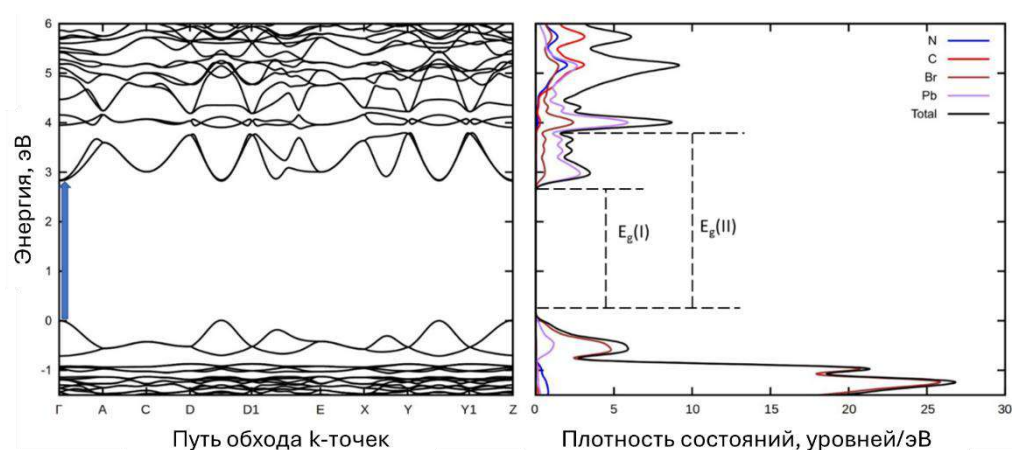 Энергия, эВ
6
5
4
3
2
1
0
-1
Γ A C D D1 E X Y Y1 Z
Путь обхода k-точек
N
C
Br
Pb
Total
Eg(I)
Eg(II)
0 5 10 15 20 25 30
Плотность состояний, уровней/эВ